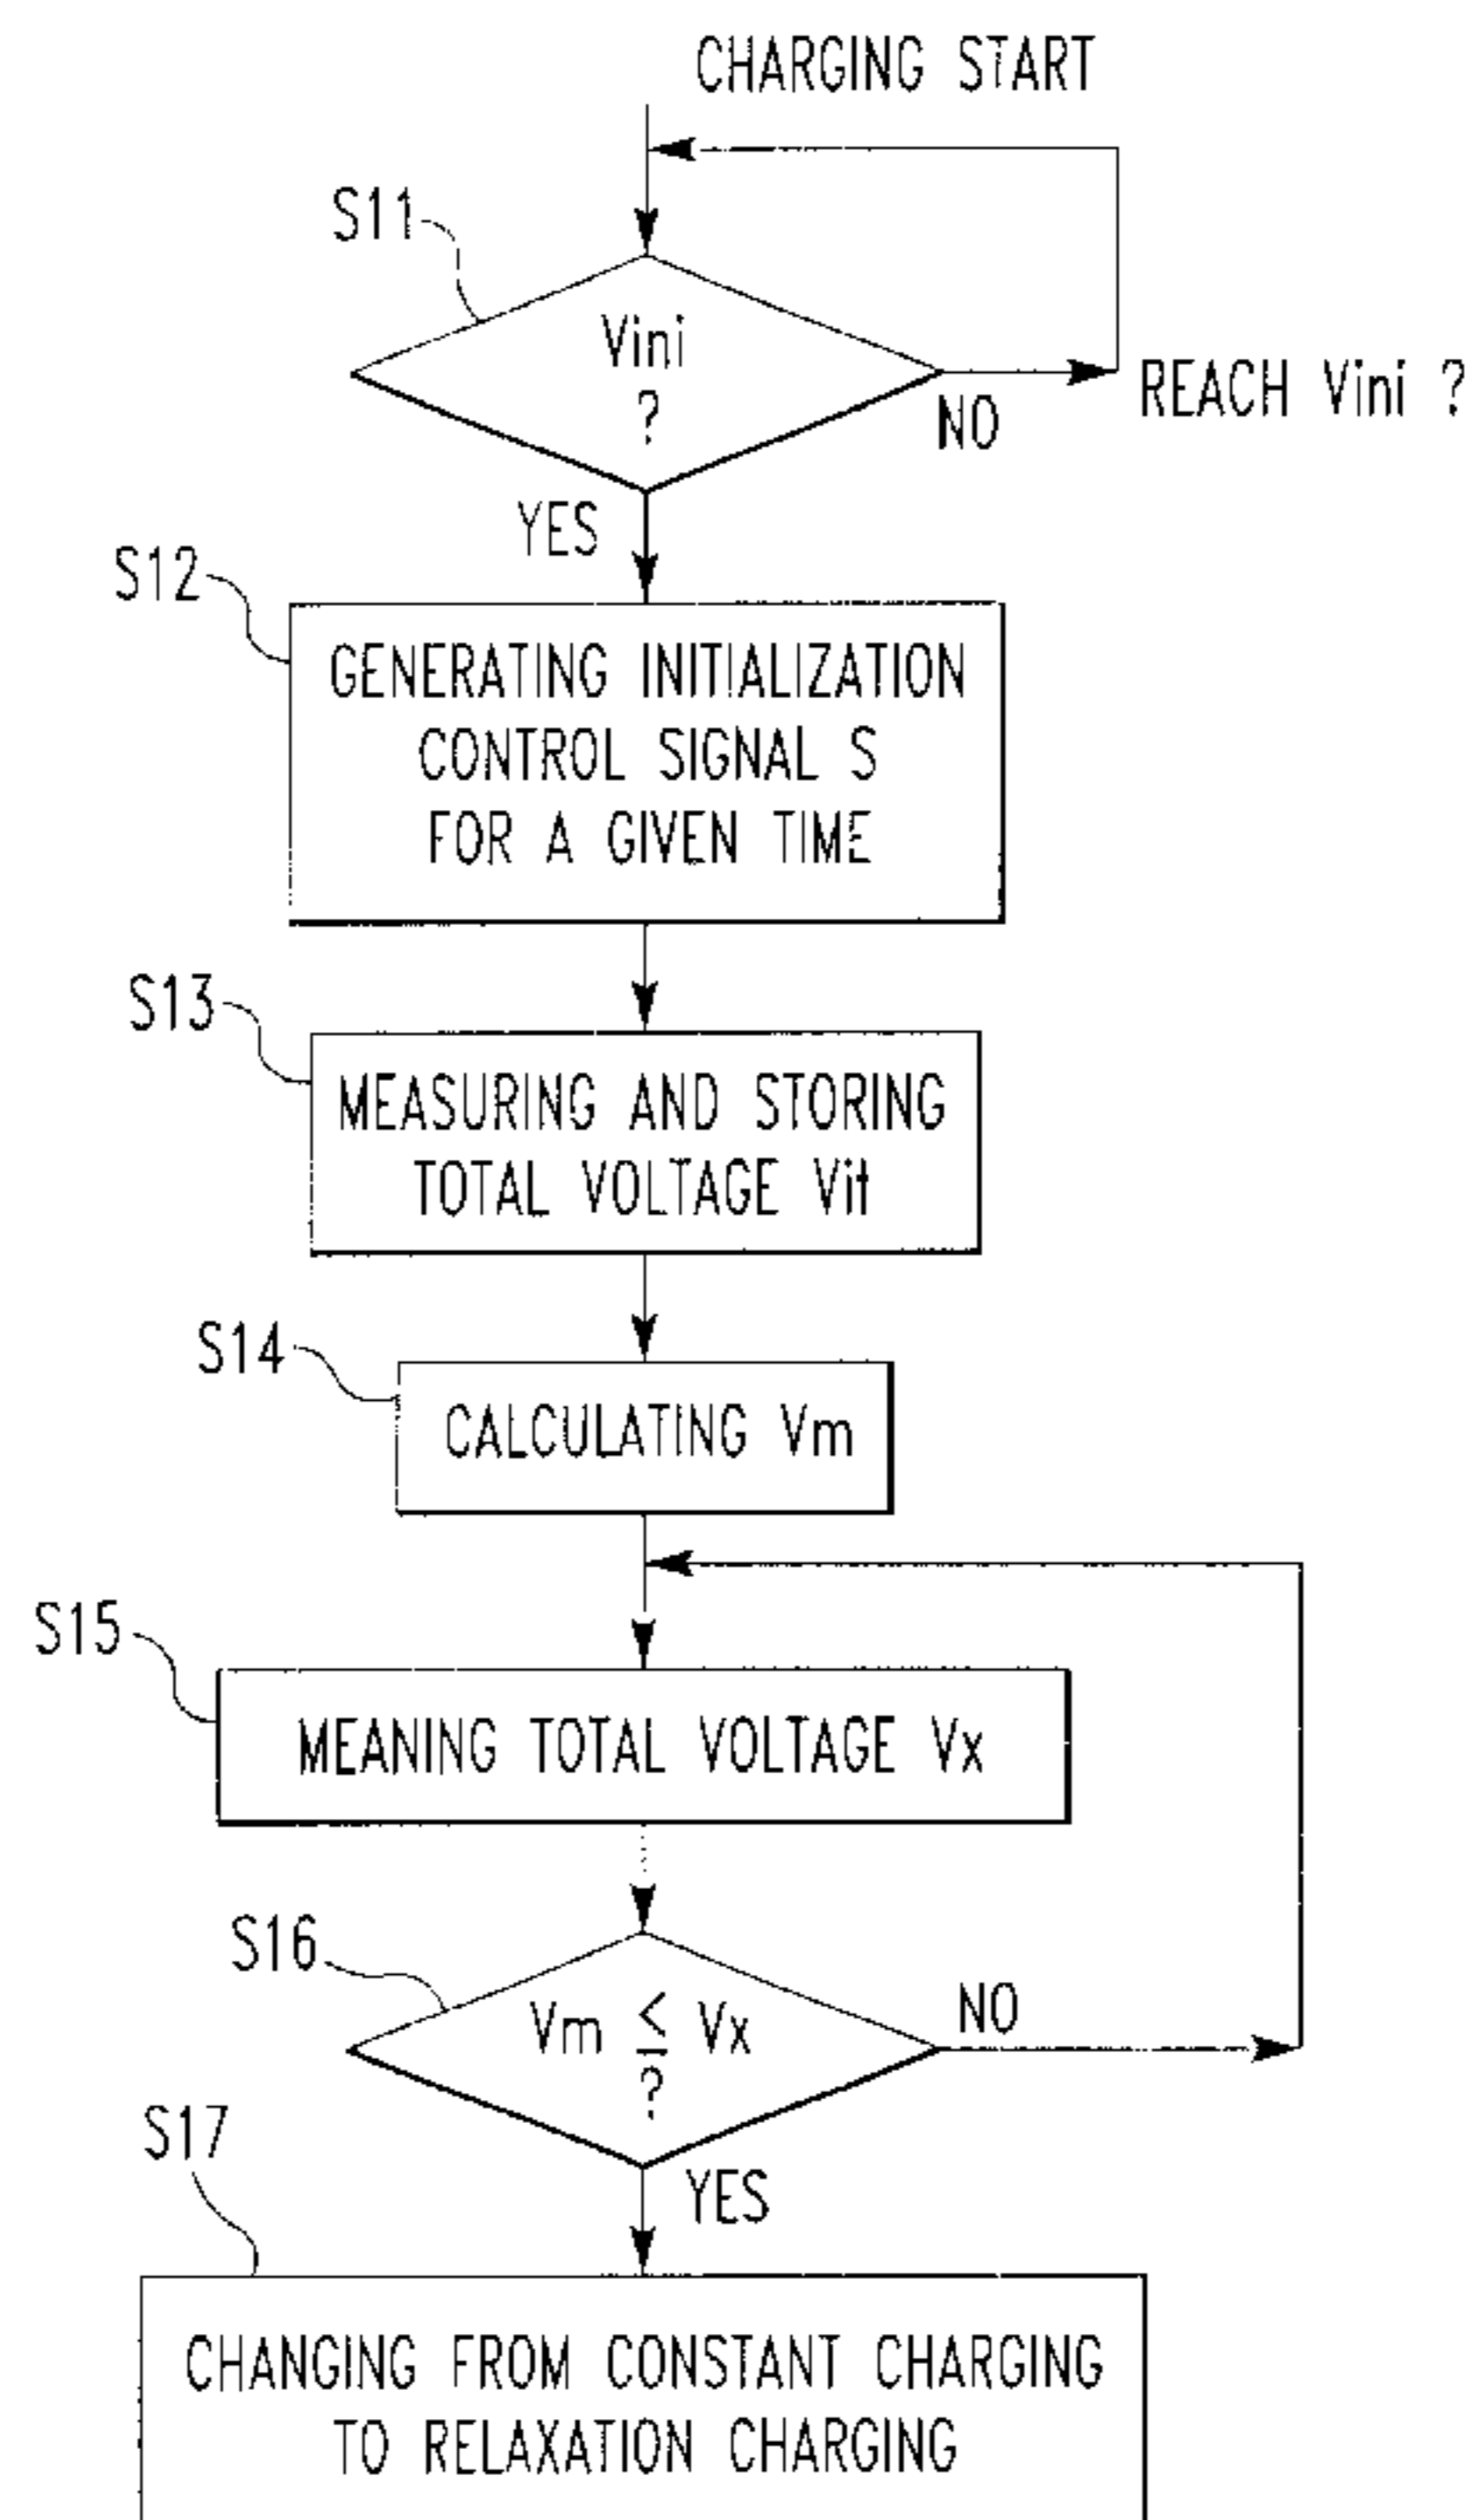 CHARGING START
S11
Vini
?
NO
REACH Vini ?
YES
S12
GENERATING INITIALIZATION
CONTROL SIGNAL S
FOR A GIVEN TIME
S13
MEASURING AND STORING
TOTAL VOLTAGE Vit
S14
CALCULATING Vm
S15
MEANING TOTAL VOLTAGE Vx
S16
Vm ≤ Vx
?
NO
S17
YES
CHANGING FROM CONSTANT CHARGING
TO RELAXATION CHARGING